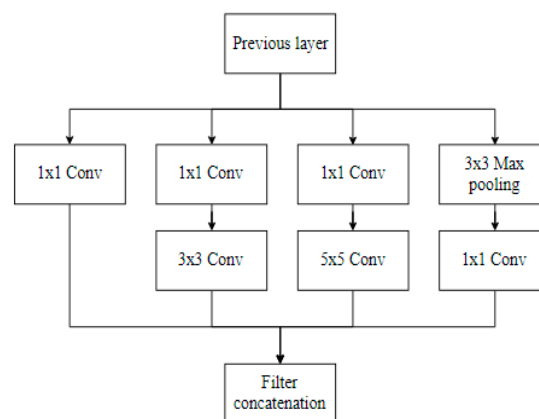 Previous layer
1x1 Conv
1x1 Conv
1x1 Conv
3x3 Max
pooling
3x3 Conv
5x5 Conv
1x1 Conv
Filter
concatenation